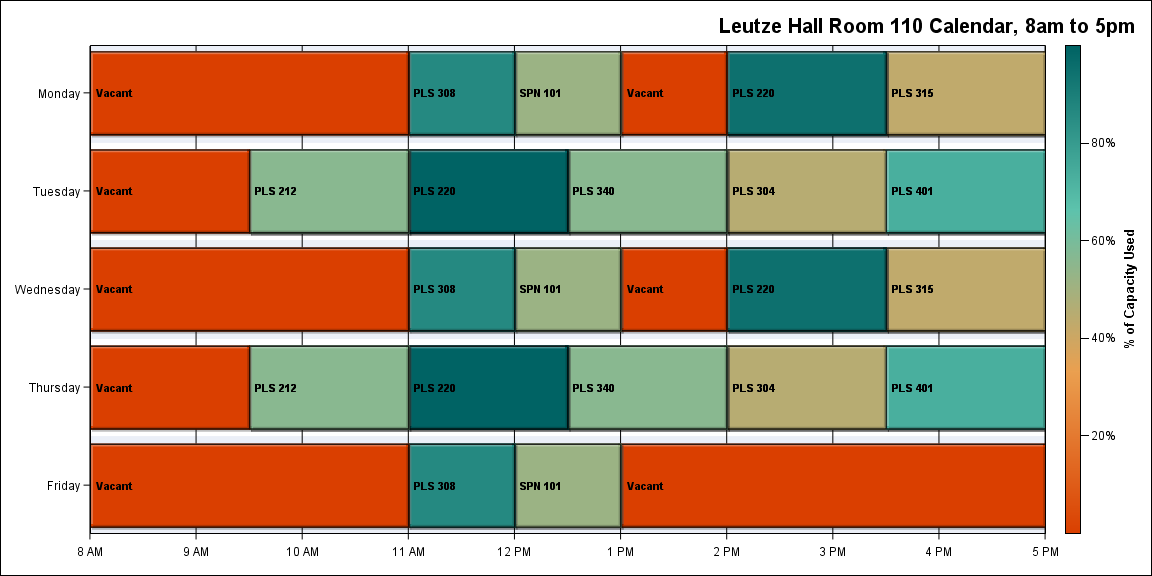 Leutze Hall Room 110 Calendar, 8am to 5pm
Monday
Vacant
PLS 308
SPN 101
Vacant
PLS 220
PLS 315
Tuesday
Vacant
PLS 212
PLS 220
PLS 340
PLS 304
PLS 401
Wednesday
Vacant
PLS 308
SPN 101
Vacant
PLS 220
PLS 315
Thursday
Vacant
PLS 212
PLS 220
PLS 340
PLS 304
PLS 401
Friday
Vacant
PLS 308
SPN 101
Vacant
8 AM
9 AM
10 AM
11 AM
12 PM
1 PM
2 PM
3 PM
4 PM
5 PM
80%
60%
40%
20%
% of Capacity Used